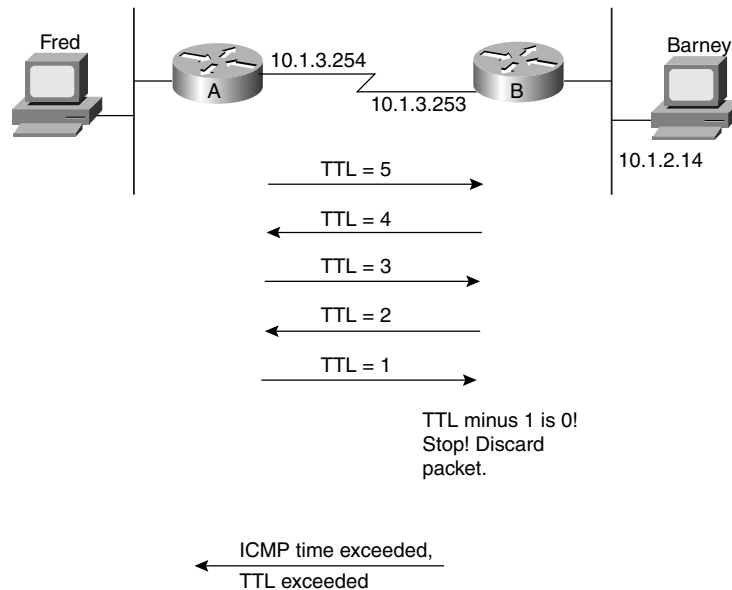 Fred
Barney
10.1.3.254
A
B
10.1.3.253
10.1.2.14
TTL = 5
TTL = 4
TTL = 3
TTL = 2
TTL = 1
TTL minus 1 is 0!
Stop! Discard
packet.
ICMP time exceeded,
TTL exceeded